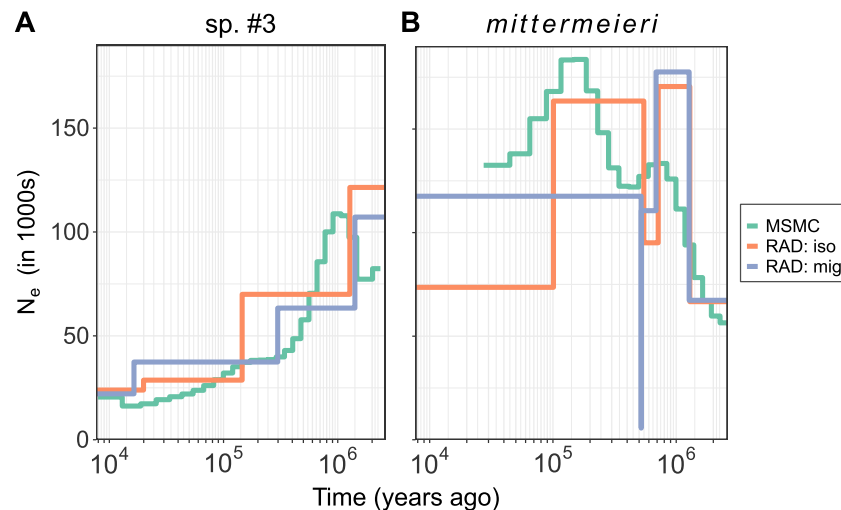 A
sp. #3
B
mittermeieri
150
100
50
0
Ne (in 1000s)
10^4
10^5
10^6
10^4
10^5
10^6
Time (years ago)
MSMC
RAD: iso
RAD: mig